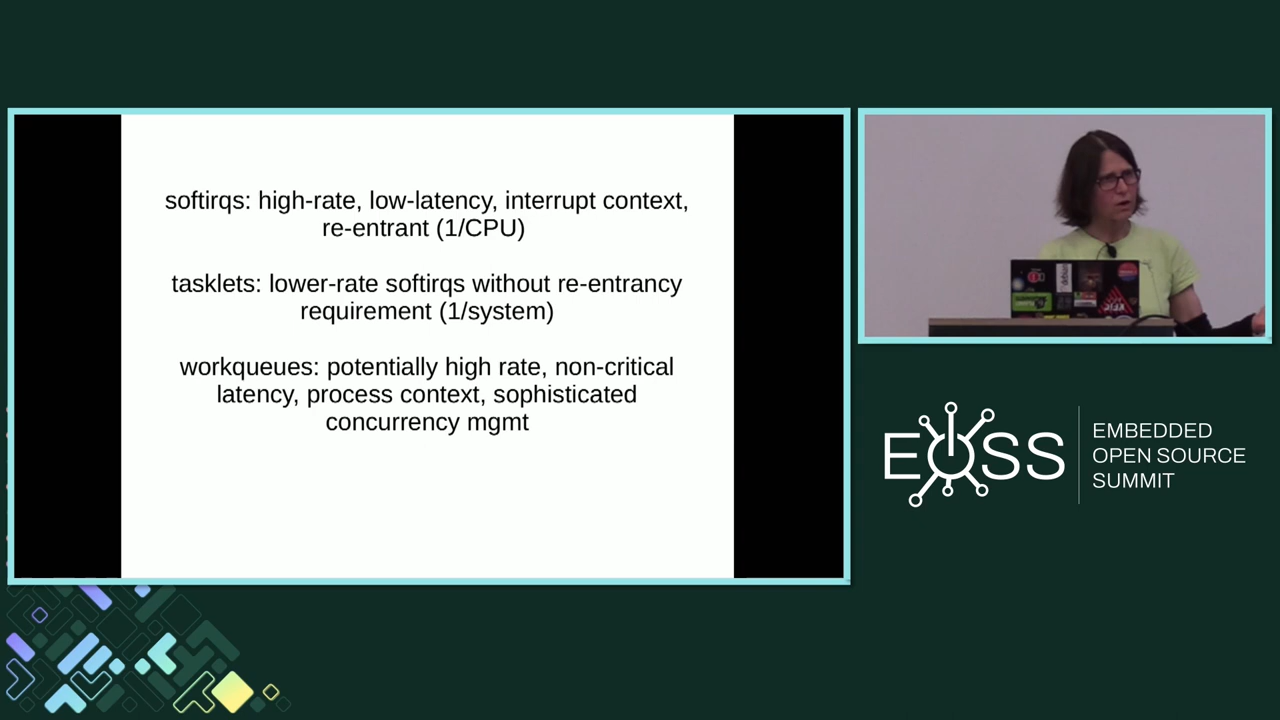 softirqs: high-rate, low-latency, interrupt context,
re-entrant (1/CPU)
tasklets: lower-rate softirqs without re-entrancy
requirement (1/system)
workqueues: potentially high rate, non-critical
latency, process context, sophisticated
concurrency mgmt
EOSS
EMBEDDED
OPEN SOURCE
SUMMIT